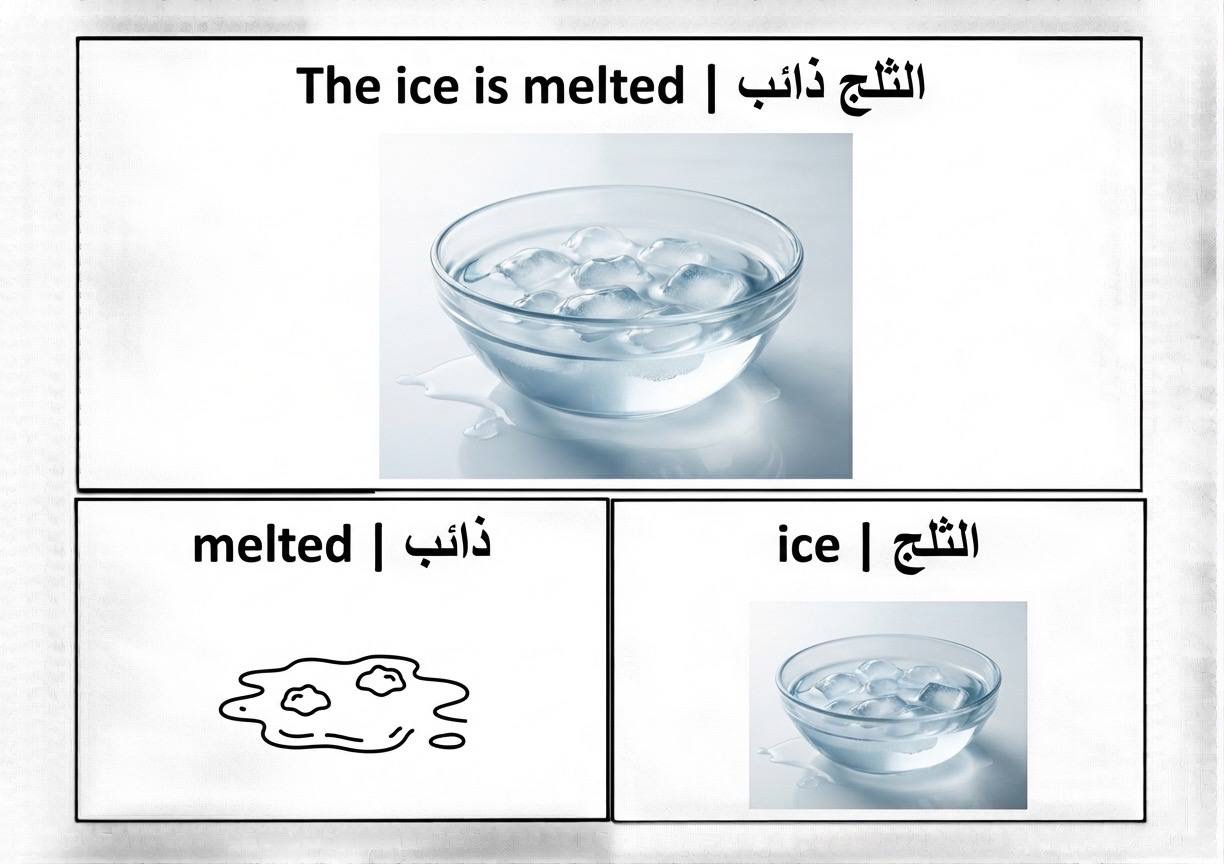 The ice is melted | الثلج ذائب
melted | ذائب
ice | الثلج